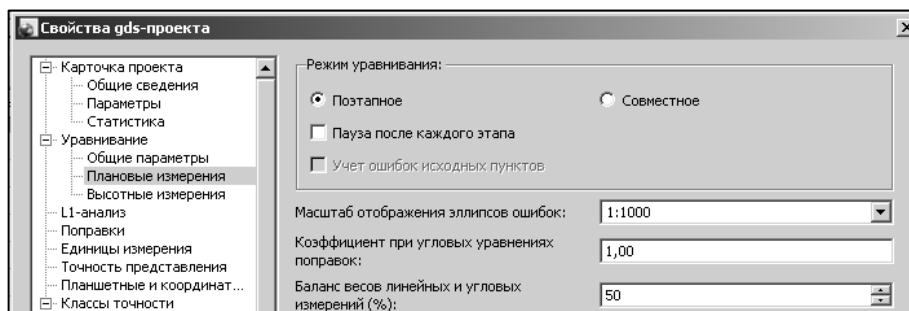 Свойства gds-проекта
Карточка проекта
Общие сведения
Параметры
Статистика
Уравнивание
Общие параметры
Плановые измерения
Высотные измерения
L1-анализ
Поправки
Единицы измерения
Точность представления
Планшетные и координат...
Классы точности
Режим уравнивания:
Поэтапное
Совместное
Пауза после каждого этапа
Учет ошибок исходных пунктов
Масштаб отображения эллипсов ошибок:
1:1000
Коэффициент при угловых уравнениях
поправок:
1,00
Баланс весов линейных и угловых
измерений (%):
50